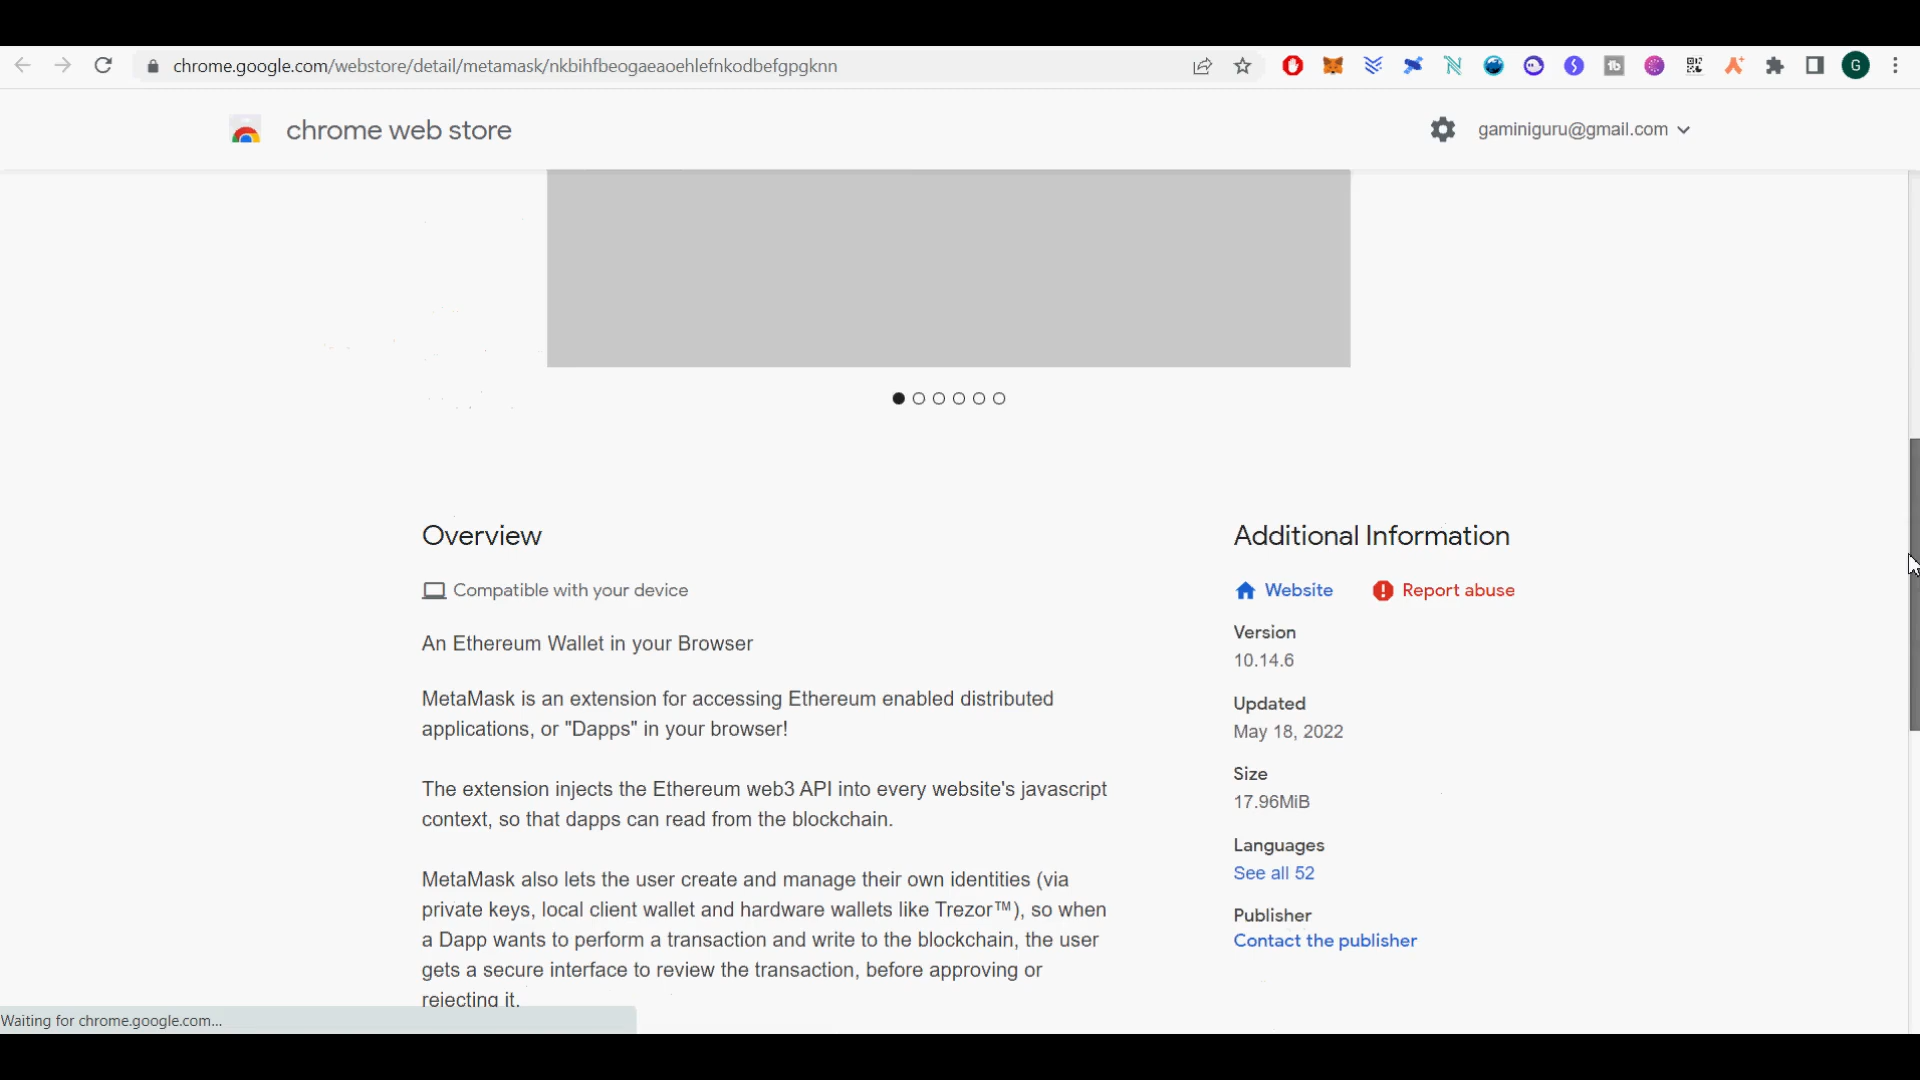 chrome.google.com/webstore/detail/metamask/nkbihfbeogaeaoehlefnkodbefgpgknn
tb
G
chrome web store
gaminiguru@gmail.com
Overview
Compatible with your device
An Ethereum Wallet in your Browser
MetaMask is an extension for accessing Ethereum enabled distributed
applications, or "Dapps" in your browser!
The extension injects the Ethereum web3 API into every website's javascript
context, so that dapps can read from the blockchain.
MetaMask also lets the user create and manage their own identities (via
private keys, local client wallet and hardware wallets like Trezor™), so when
a Dapp wants to perform a transaction and write to the blockchain, the user
gets a secure interface to review the transaction, before approving or
rejecting it.
Additional Information
Website
Report abuse
Version
10.14.6
Updated
May 18, 2022
Size
17.96MiB
Languages
See all 52
Publisher
Contact the publisher
Waiting for chrome.google.com...